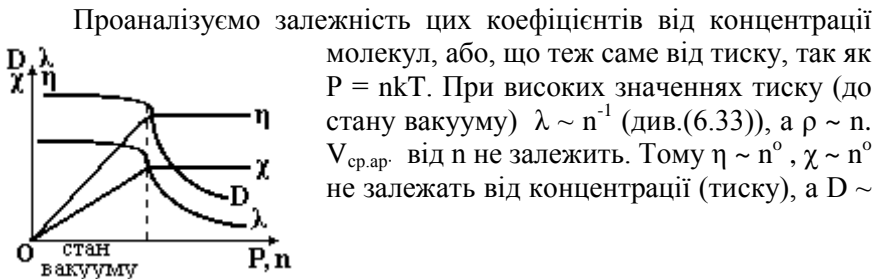 Проаналізуємо залежність цих коефіцієнтів від концентрації
молекул, або, що теж саме від тиску, так як
P = nkT. При високих значеннях тиску (до
стану вакууму) λ ~ n⁻¹ (див.(6.33)), а ρ ~ n.
Vср.ар. від n не залежить. Тому η ~ nº , χ ~ nº
не залежать від концентрації (тиску), а D ~
D λ
χ η
η
χ
D
λ
O стан
вакууму
P, n